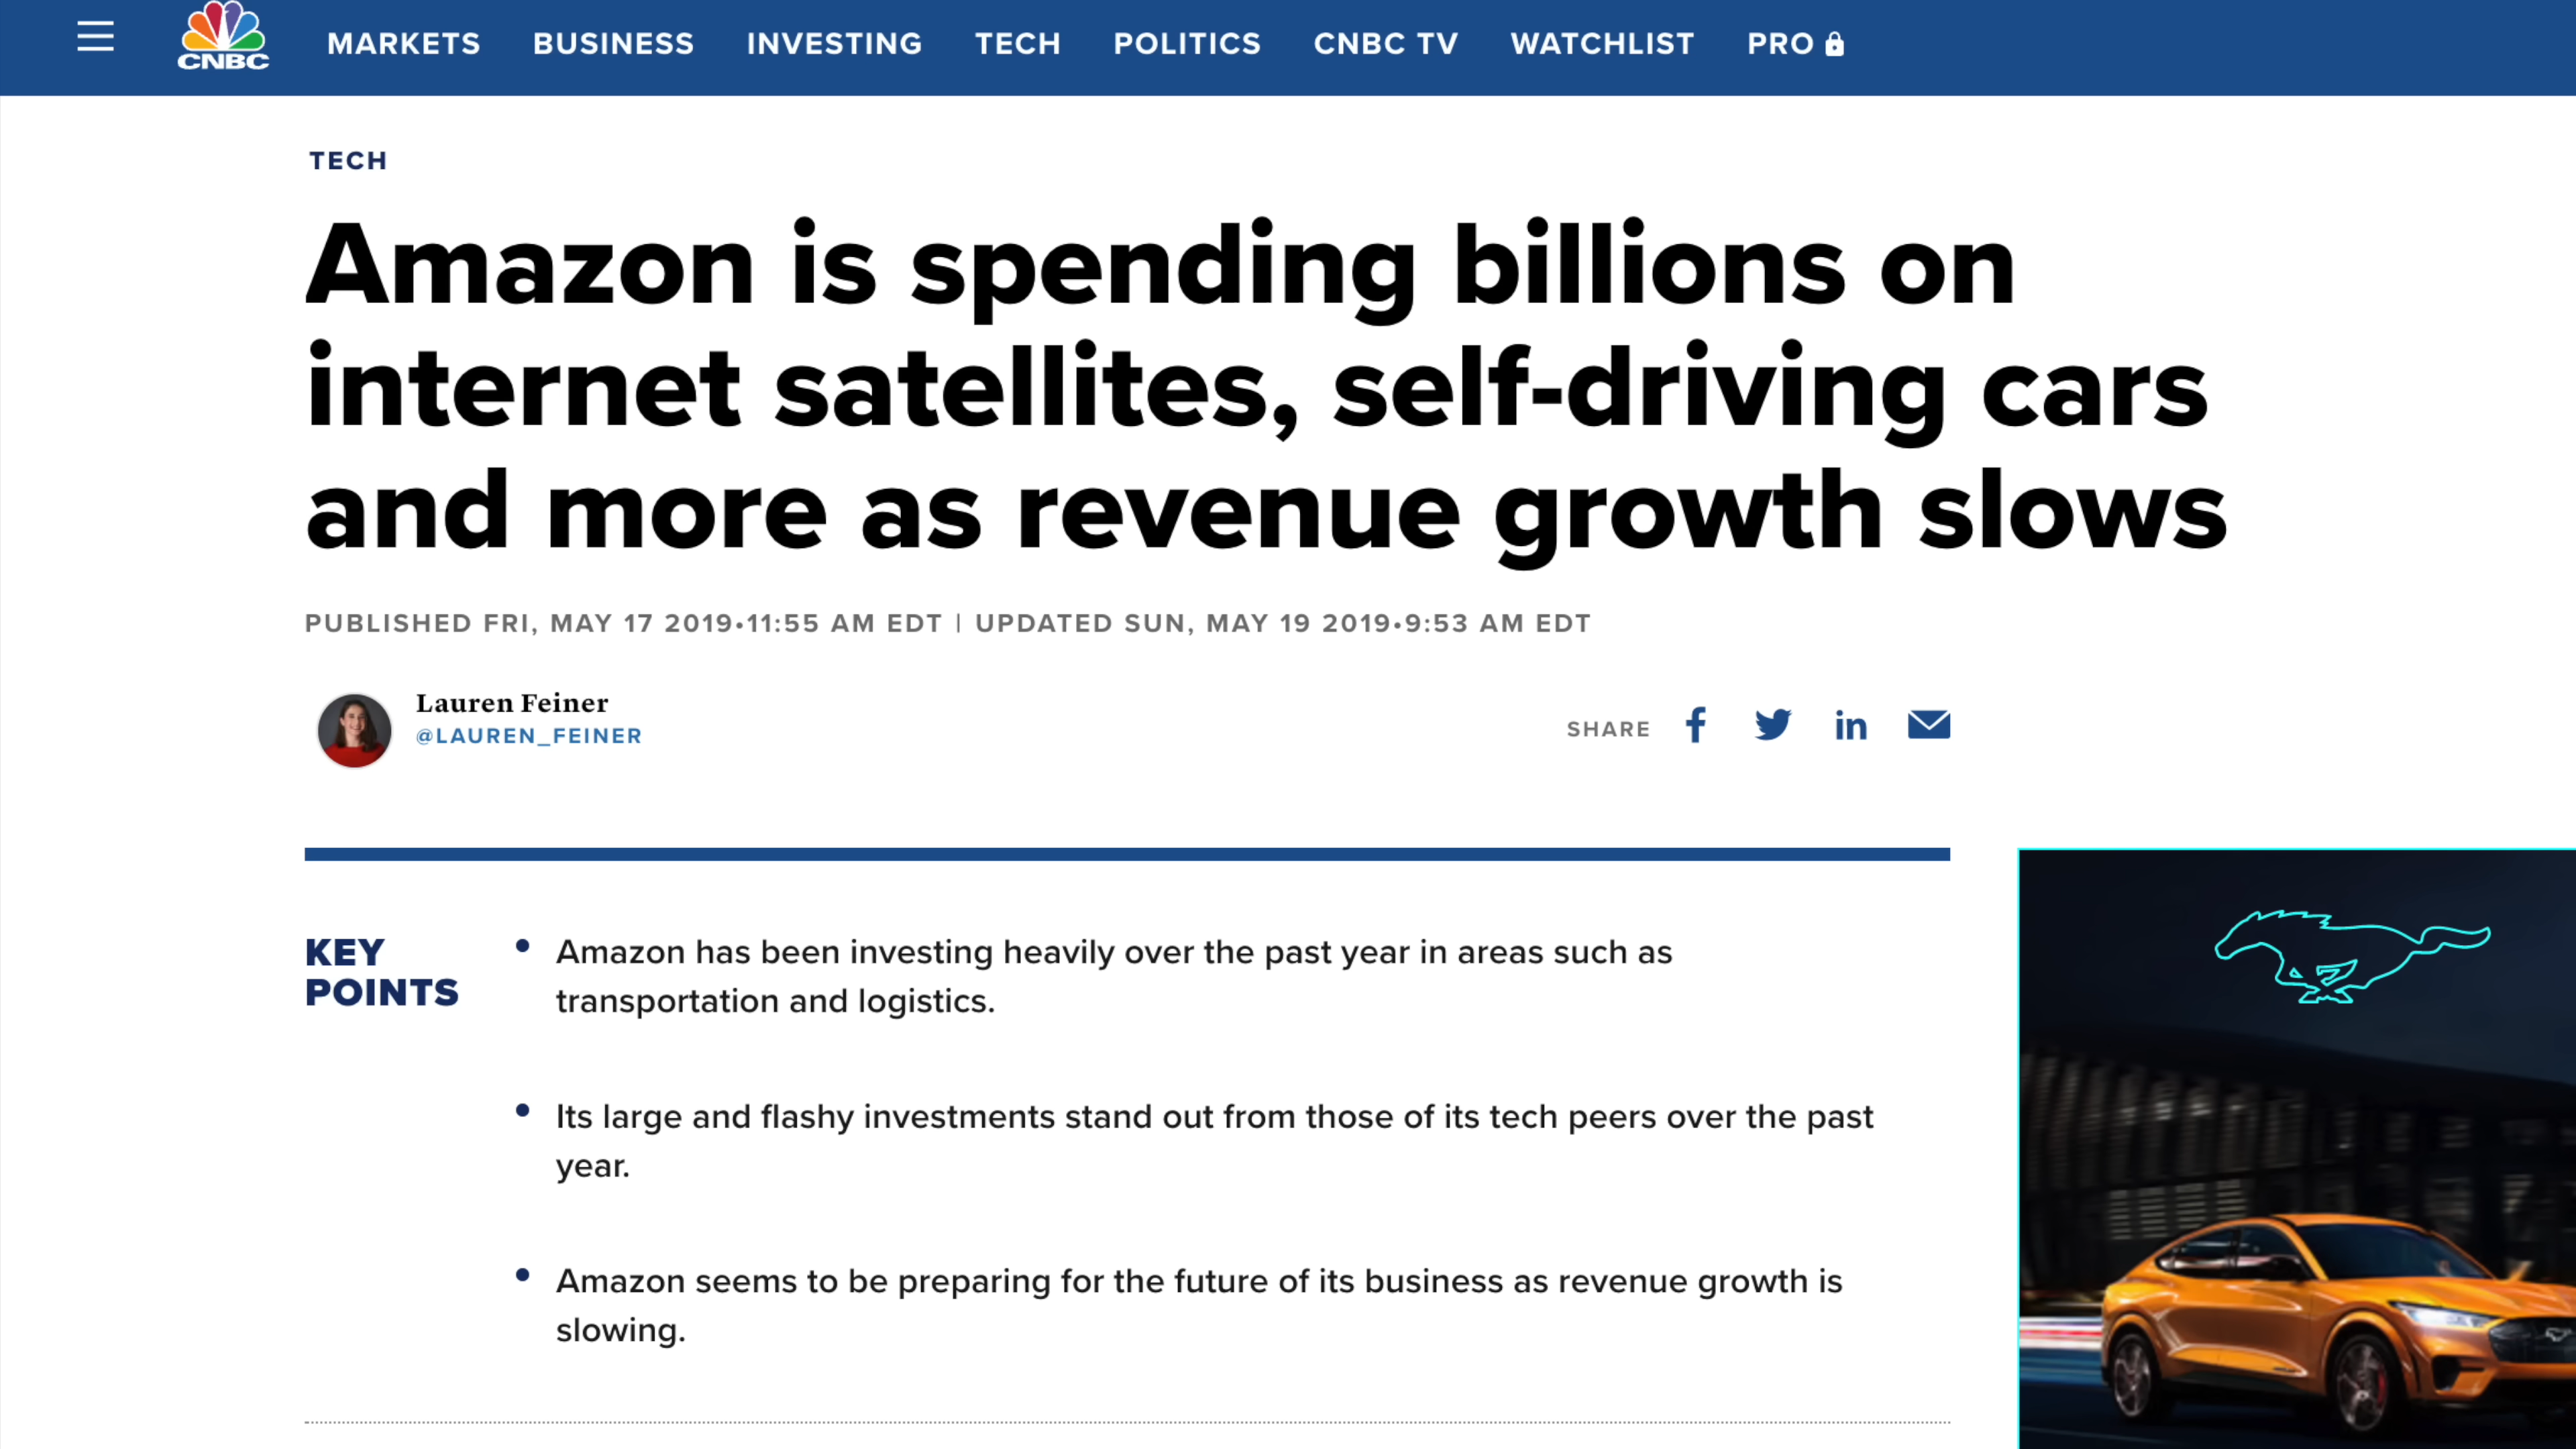 CNBC
MARKETS BUSINESS INVESTING TECH POLITICS CNBC TV WATCHLIST PRO
TECH
Amazon is spending billions on
internet satellites, self-driving cars
and more as revenue growth slows
PUBLISHED FRI, MAY 17 2019•11:55 AM EDT | UPDATED SUN, MAY 19 2019•9:53 AM EDT
Lauren Feiner
@LAUREN_FEINER
SHARE
KEY
POINTS
• Amazon has been investing heavily over the past year in areas such as
transportation and logistics.
• Its large and flashy investments stand out from those of its tech peers over the past
year.
• Amazon seems to be preparing for the future of its business as revenue growth is
slowing.